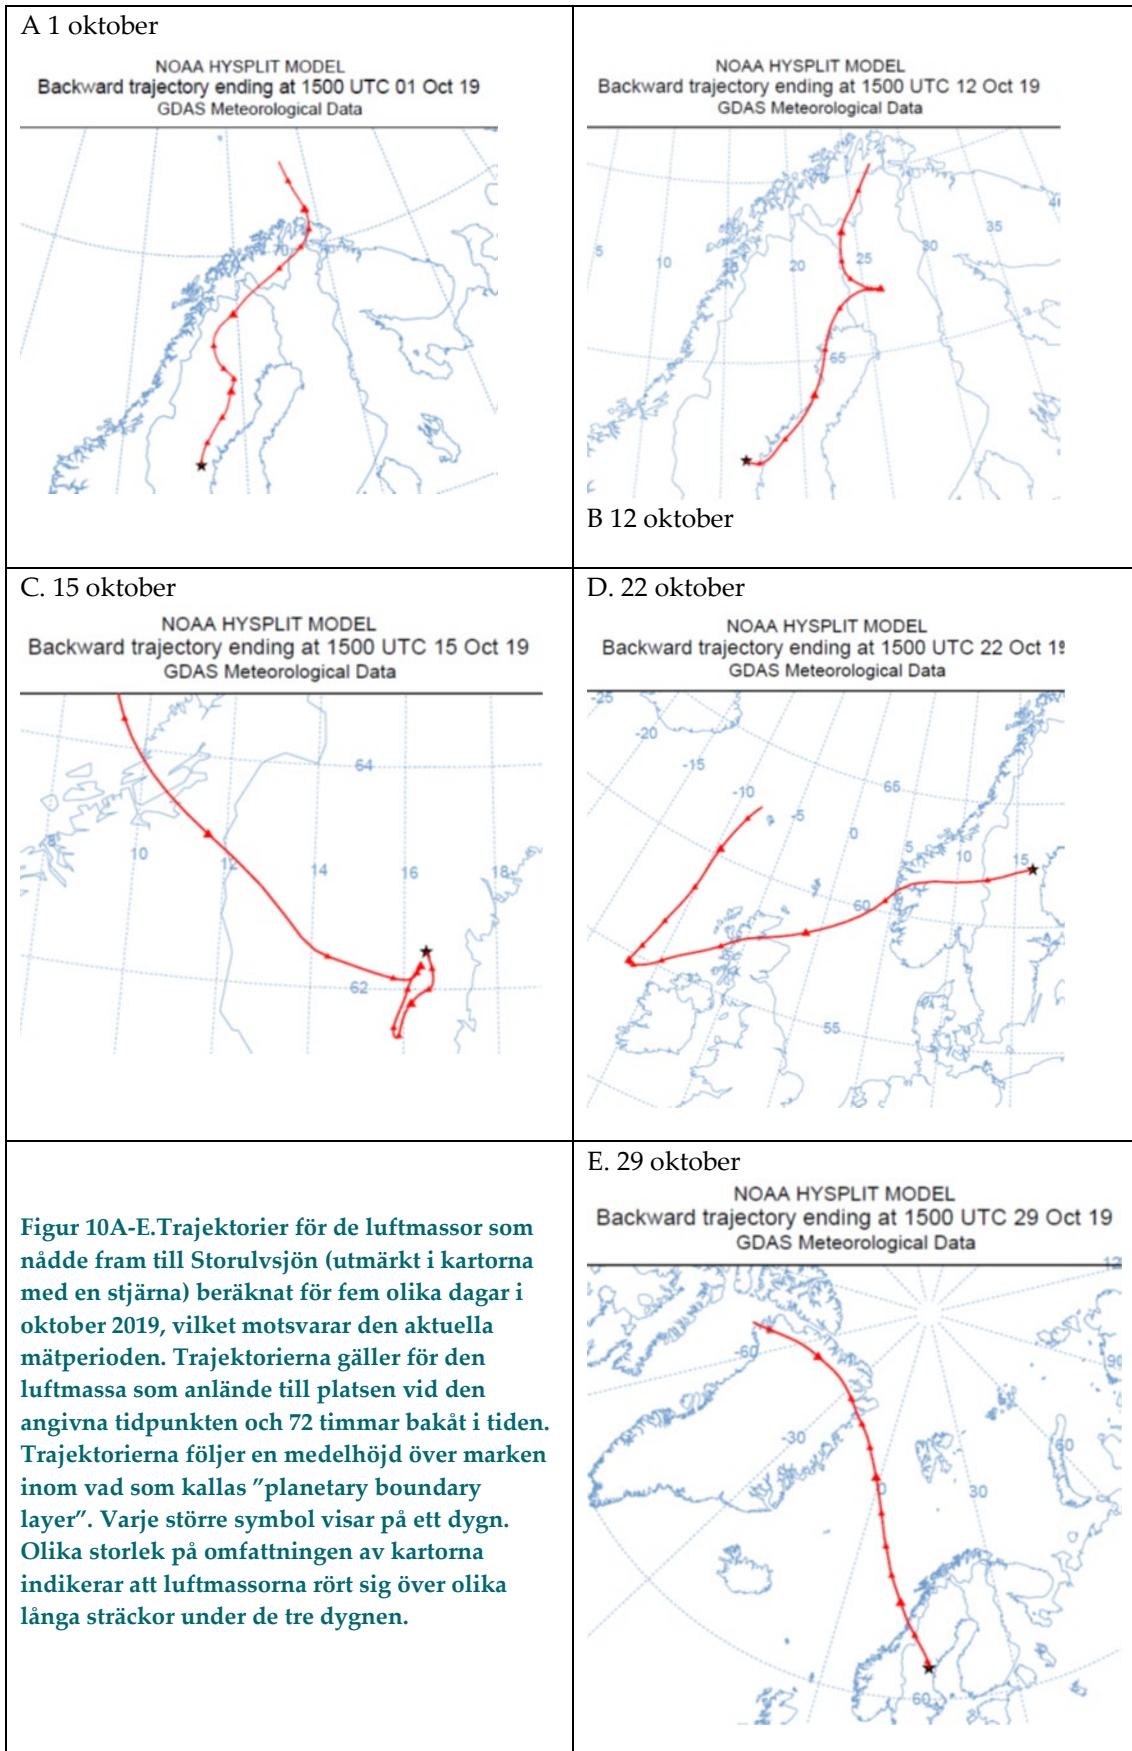 A 1 oktober
NOAA HYSPLIT MODEL
Backward trajectory ending at 1500 UTC 01 Oct 19
GDAS Meteorological Data
70
NOAA HYSPLIT MODEL
Backward trajectory ending at 1500 UTC 12 Oct 19
GDAS Meteorological Data
5
10
20
25
30
35
65
B 12 oktober
C. 15 oktober
NOAA HYSPLIT MODEL
Backward trajectory ending at 1500 UTC 15 Oct 19
GDAS Meteorological Data
64
8
10
12
14
16
18
62
D. 22 oktober
NOAA HYSPLIT MODEL
Backward trajectory ending at 1500 UTC 22 Oct 19
GDAS Meteorological Data
-25
-20
-15
-10
-5
0
5
10
15
65
60
55
Figur 10A-E.Trajektorier för de luftmassor som
nådde fram till Storulvsjön (utmärkt i kartorna
med en stjärna) beräknat för fem olika dagar i
oktober 2019, vilket motsvarar den aktuella
mätperioden. Trajektorierna gäller för den
luftmassa som anlände till platsen vid den
angivna tidpunkten och 72 timmar bakåt i tiden.
Trajektorierna följer en medelhöjd över marken
inom vad som kallas ”planetary boundary
layer”. Varje större symbol visar på ett dygn.
Olika storlek på omfattningen av kartorna
indikerar att luftmassorna rört sig över olika
långa sträckor under de tre dygnen.
E. 29 oktober
NOAA HYSPLIT MODEL
Backward trajectory ending at 1500 UTC 29 Oct 19
GDAS Meteorological Data
-60
-30
0
30
60
90
60